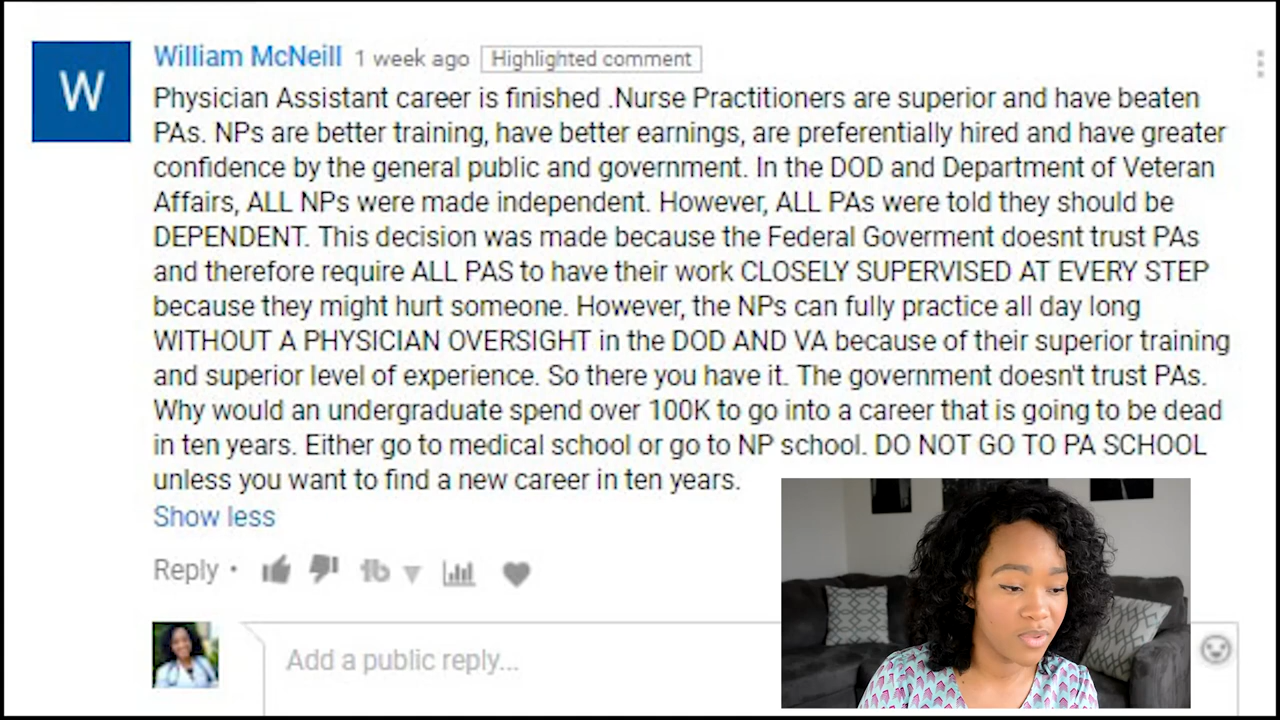 W
William McNeill 1 week ago Highlighted comment
Physician Assistant career is finished .Nurse Practitioners are superior and have beaten
PAs. NPs are better training, have better earnings, are preferentially hired and have greater
confidence by the general public and government. In the DOD and Department of Veteran
Affairs, ALL NPs were made independent. However, ALL PAs were told they should be
DEPENDENT. This decision was made because the Federal Goverment doesnt trust PAs
and therefore require ALL PAS to have their work CLOSELY SUPERVISED AT EVERY STEP
because they might hurt someone. However, the NPs can fully practice all day long
WITHOUT A PHYSICIAN OVERSIGHT in the DOD AND VA because of their superior training
and superior level of experience. So there you have it. The government doesn't trust PAs.
Why would an undergraduate spend over 100K to go into a career that is going to be dead
in ten years. Either go to medical school or go to NP school. DO NOT GO TO PA SCHOOL
unless you want to find a new career in ten years.
Show less
Reply • tb
Add a public reply...